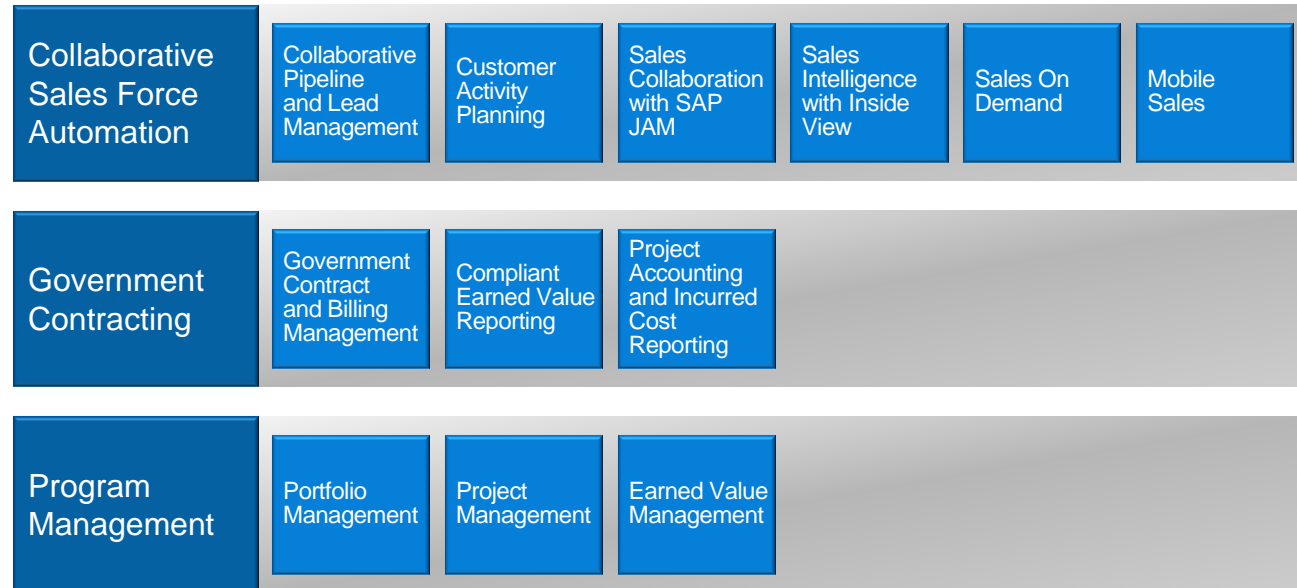 Collaborative
Sales Force
Automation
Collaborative
Pipeline
and Lead
Management
Customer
Activity
Planning
Sales
Collaboration
with SAP
JAM
Sales
Intelligence
with Inside
View
Sales On
Demand
Mobile
Sales
Government
Contracting
Government
Contract
and Billing
Management
Compliant
Earned Value
Reporting
Project
Accounting
and Incurred
Cost
Reporting
Program
Management
Portfolio
Management
Project
Management
Earned Value
Management